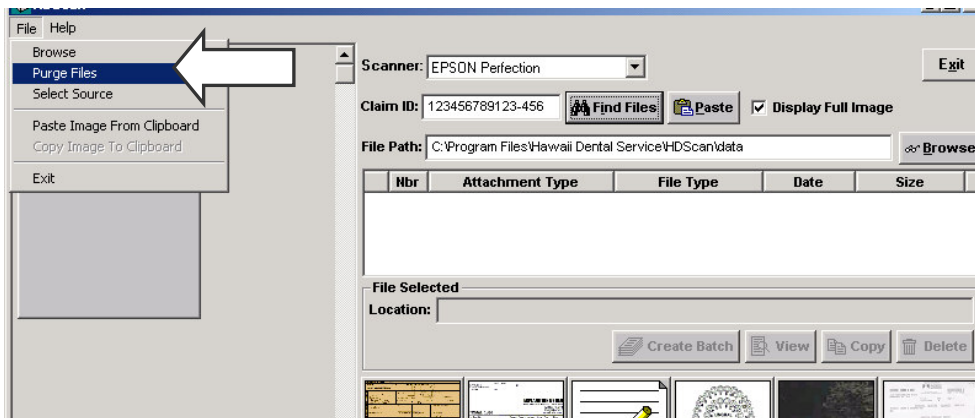 File Help
Browse
Purge Files
Select Source
Paste Image From Clipboard
Copy Image To Clipboard
Exit
Scanner: EPSON Perfection
Exit
Claim ID: 123456789123-456 Find Files Paste Display Full Image
File Path: C:\Program Files\Hawaii Dental Service\HDScan\data Browse
Nbr Attachment Type File Type Date Size
File Selected
Location:
Create Batch View Copy Delete